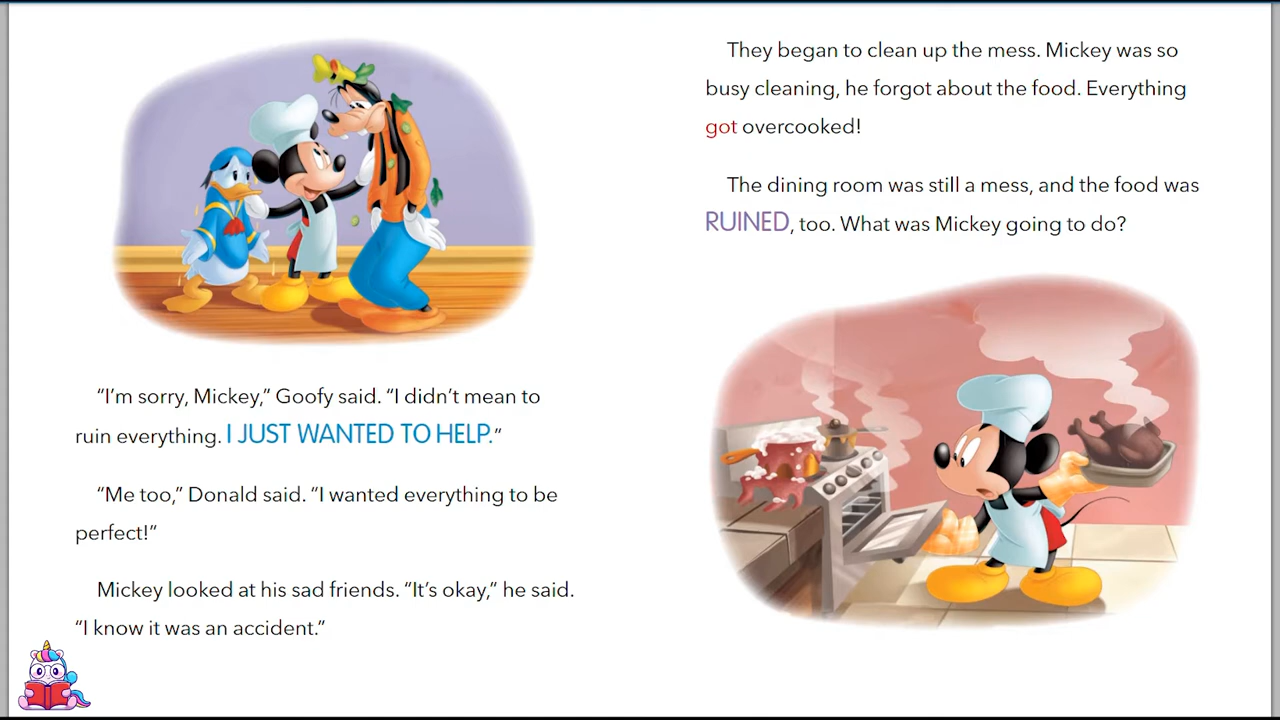 “I’m sorry, Mickey,” Goofy said. “I didn’t mean to
ruin everything. I JUST WANTED TO HELP.”
“Me too,” Donald said. “I wanted everything to be
perfect!”
Mickey looked at his sad friends. “It’s okay,” he said.
“I know it was an accident.”
They began to clean up the mess. Mickey was so
busy cleaning, he forgot about the food. Everything
got overcooked!
The dining room was still a mess, and the food was
RUINED, too. What was Mickey going to do?